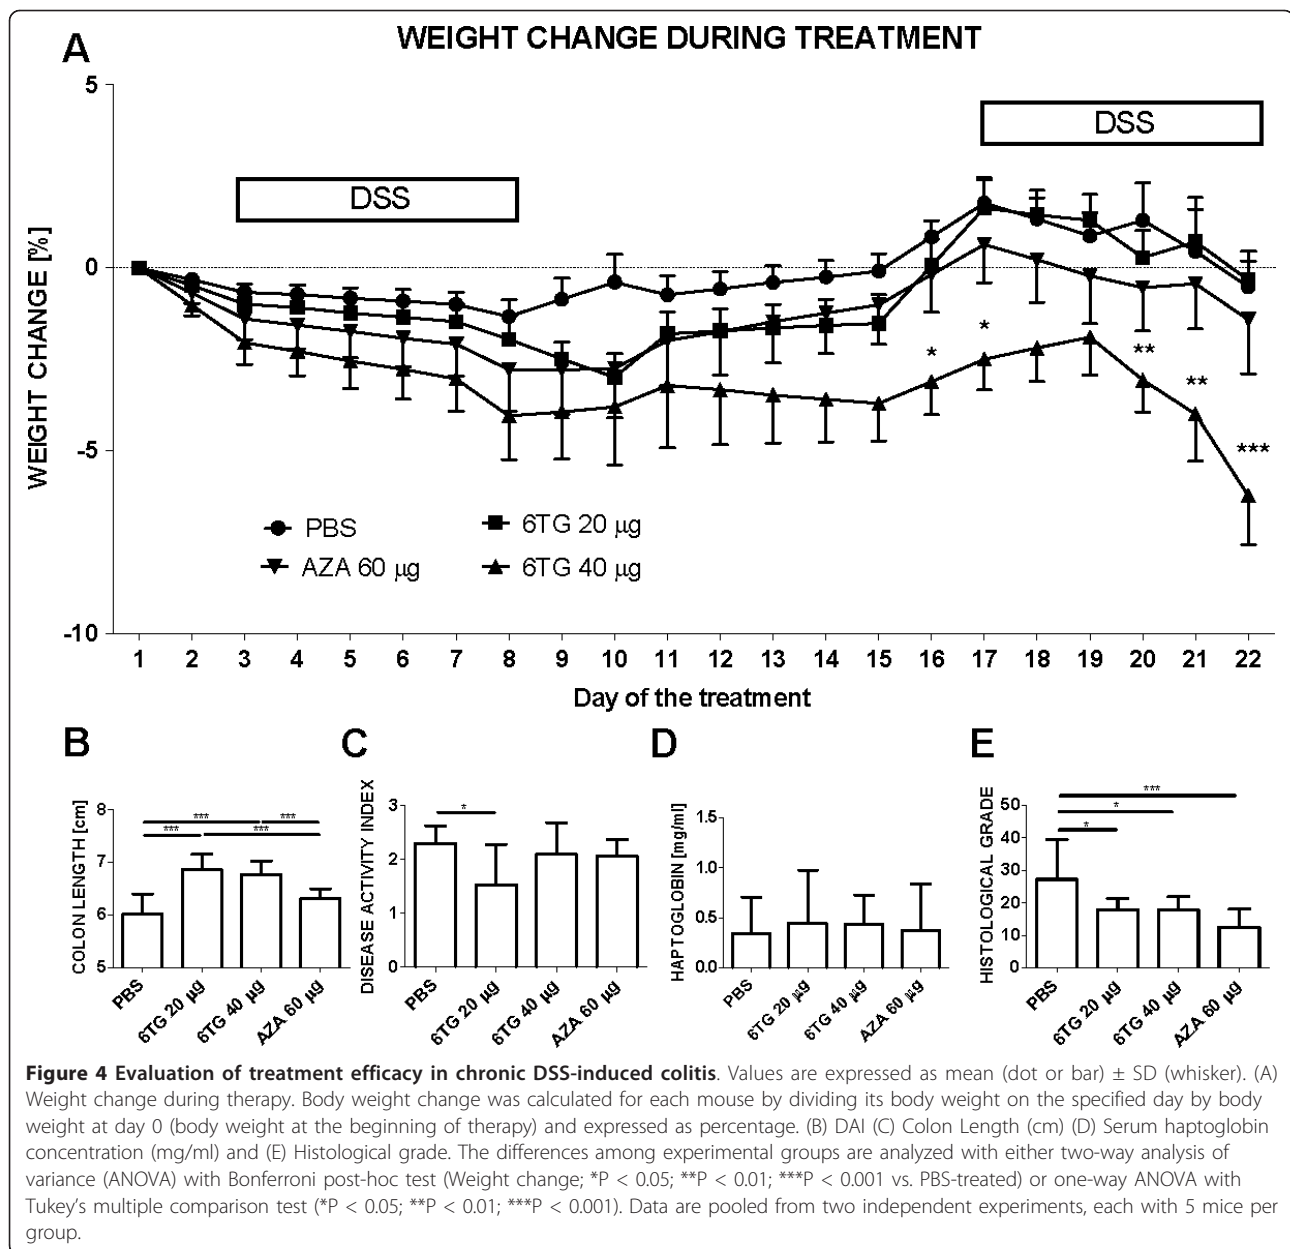 A
WEIGHT CHANGE DURING TREATMENT
WEIGHT CHANGE [%]
5
0
-5
-10
DSS
DSS
*
*
**
**
***
PBS
6TG 20 µg
AZA 60 µg
6TG 40 µg
1 2 3 4 5 6 7 8 9 10 11 12 13 14 15 16 17 18 19 20 21 22
Day of the treatment
B
COLON LENGTH [cm]
8
7
6
5
*** ***
*** ***
PBS
6TG 20 µg
6TG 40 µg
AZA 60 µg
C
DISEASE ACTIVITY INDEX
3
2
1
0
*
PBS
6TG 20 µg
6TG 40 µg
AZA 60 µg
D
HAPTOGLOBIN [mg/ml]
1.5
1.0
0.5
0.0
PBS
6TG 20 µg
6TG 40 µg
AZA 60 µg
E
HISTOLOGICAL GRADE
50
40
30
20
10
0
***
*
*
PBS
6TG 20 µg
6TG 40 µg
AZA 60 µg
Figure 4 Evaluation of treatment efficacy in chronic DSS-induced colitis. Values are expressed as mean (dot or bar) ± SD (whisker). (A)
Weight change during therapy. Body weight change was calculated for each mouse by dividing its body weight on the specified day by body
weight at day 0 (body weight at the beginning of therapy) and expressed as percentage. (B) DAI (C) Colon Length (cm) (D) Serum haptoglobin
concentration (mg/ml) and (E) Histological grade. The differences among experimental groups are analyzed with either two-way analysis of
variance (ANOVA) with Bonferroni post-hoc test (Weight change; *P < 0.05; **P < 0.01; ***P < 0.001 vs. PBS-treated) or one-way ANOVA with
Tukey's multiple comparison test (*P < 0.05; **P < 0.01; ***P < 0.001). Data are pooled from two independent experiments, each with 5 mice per
group.